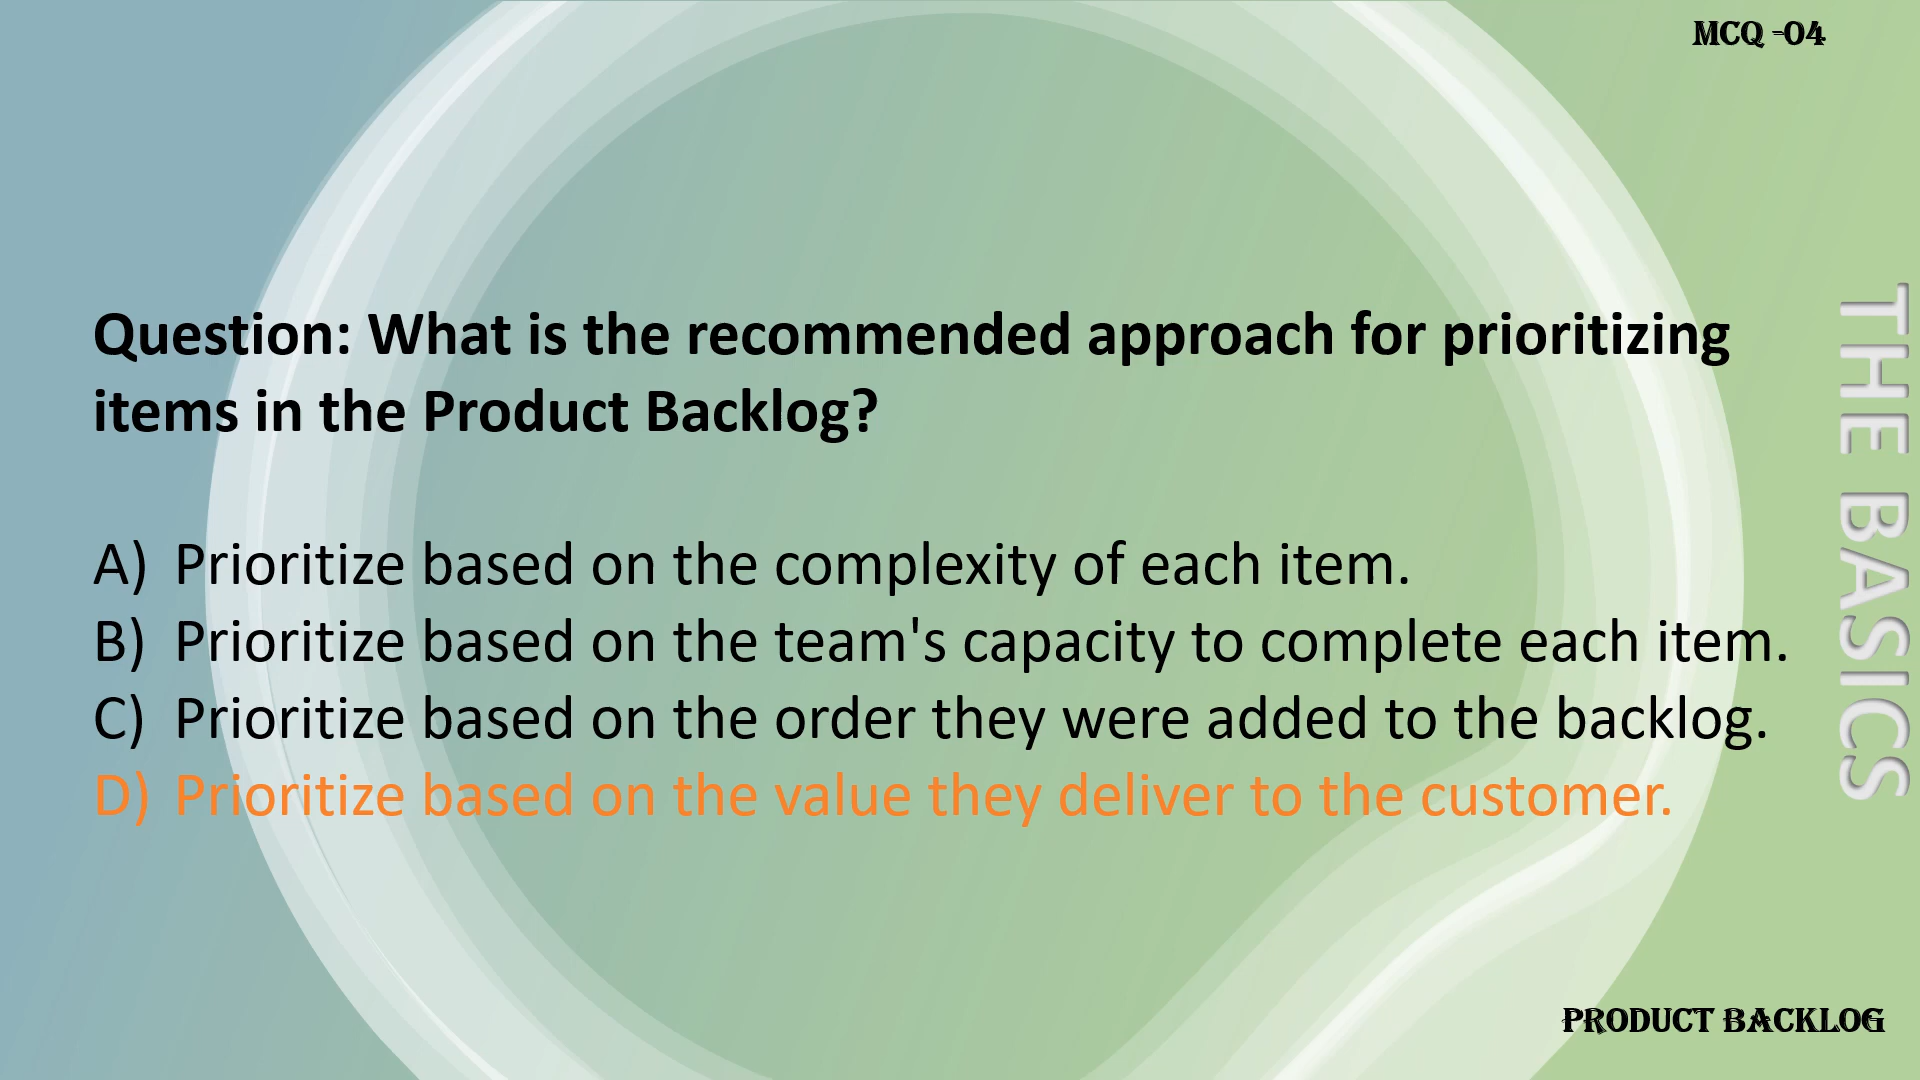 MCQ -04
Question: What is the recommended approach for prioritizing
items in the Product Backlog?
A) Prioritize based on the complexity of each item.
B) Prioritize based on the team's capacity to complete each item.
C) Prioritize based on the order they were added to the backlog.
D) Prioritize based on the value they deliver to the customer.
THE BASICS
PRODUCT BACKLOG